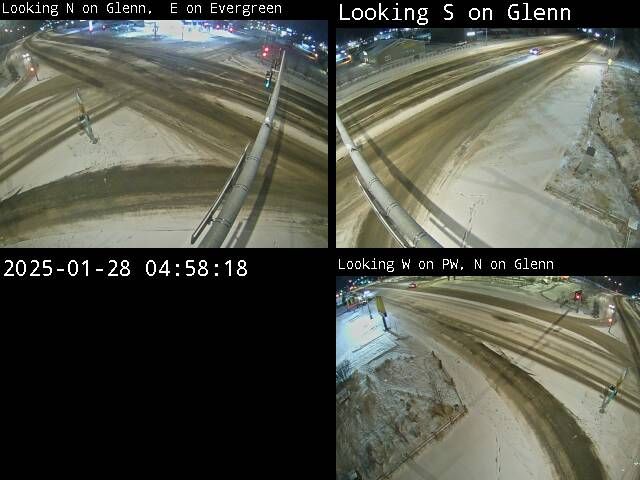 Looking N on Glenn,  E on Evergreen
Looking S on Glenn
2025-01-28 04:58:18
Looking W on PW, N on Glenn